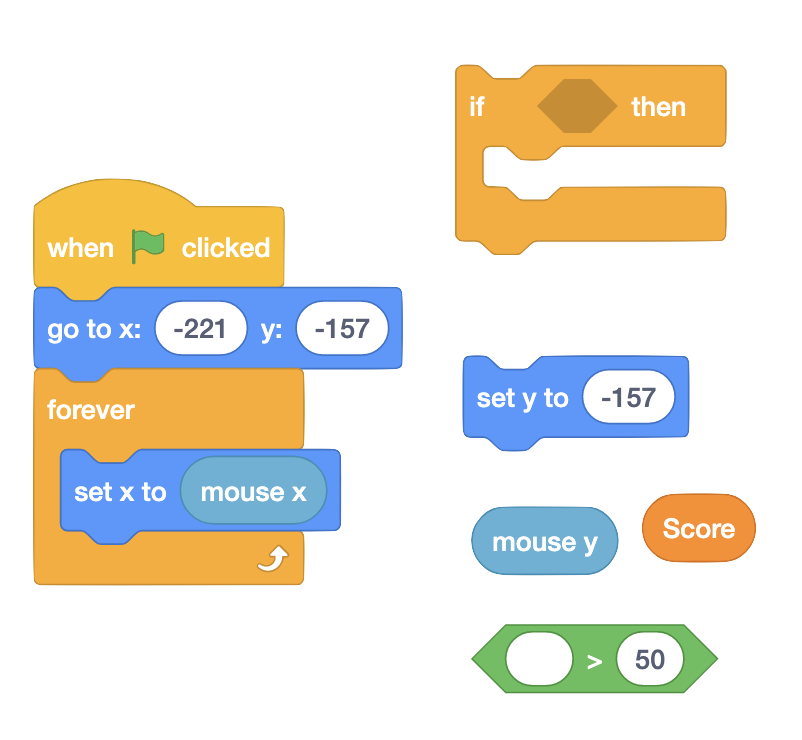 when clicked
go to x: -221 y: -157
forever
set x to mouse x
if then
set y to -157
mouse y
Score
> 50